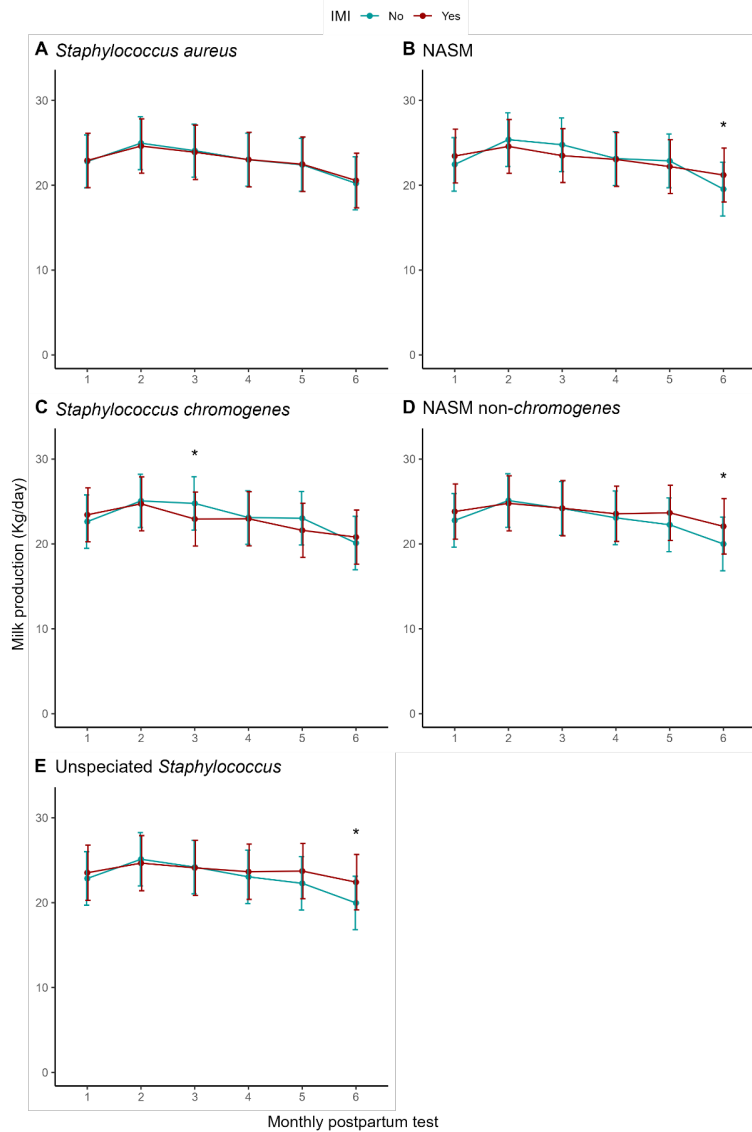 IMI No Yes
A Staphylococcus aureus
30
20
10
0
1 2 3 4 5 6
B NASM
*
30
20
10
0
1 2 3 4 5 6
C Staphylococcus chromogenes
*
30
20
10
0
1 2 3 4 5 6
D NASM non-chromogenes
*
30
20
10
0
1 2 3 4 5 6
E Unspeciated Staphylococcus
*
30
20
10
0
1 2 3 4 5 6
Milk production (Kg/day)
Monthly postpartum test